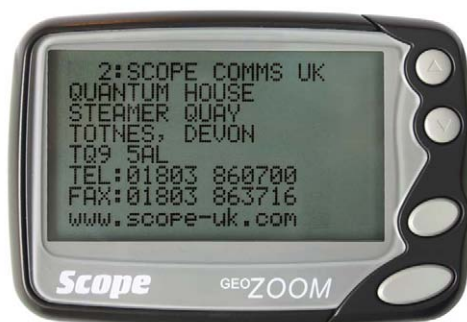 2:SCOPE COMMS UK
QUANTUM HOUSE
STEAMER QUAY
TOTNES, DEVON
TQ9 5AL
TEL:01803 860700
FAX:01803 863716
www.scope-uk.com
Scope GEOZOOM